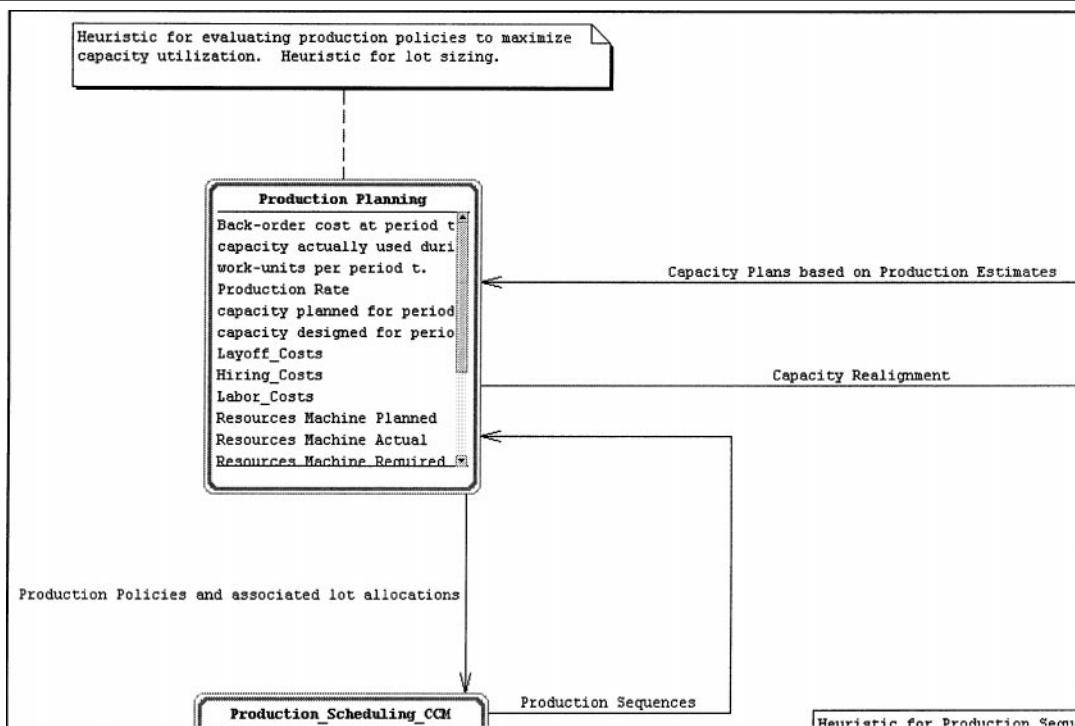 Heuristic for evaluating production policies to maximize
capacity utilization.  Heuristic for lot sizing.
Production Planning
Back-order cost at period t
capacity actually used duri
work-units per period t.
Production Rate
capacity planned for period
capacity designed for perio
Layoff_Costs
Hiring_Costs
Labor_Costs
Resources Machine Planned
Resources Machine Actual
Resources Machine Required
Capacity Plans based on Production Estimates
Capacity Realignment
Production Policies and associated lot allocations
Production Sequences
Production_Scheduling_CCM
Heuristic for Production Sequ